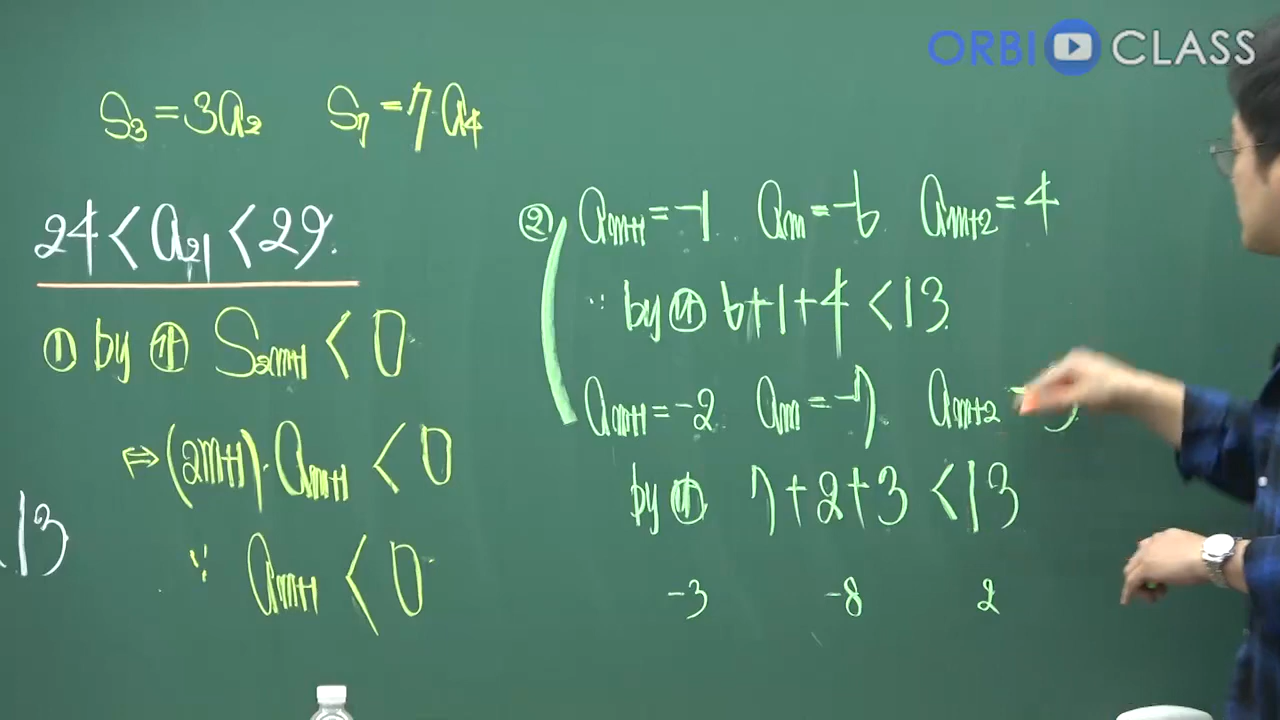 ORBI CLASS
S₃ = 3a₂ S₇ = 7a₄
24 < a₂₁ < 29.
① by ㈎ S₂ₘ₊₁ < 0
⇔ (2m+1)·aₘ₊₁ < 0
∵ aₘ₊₁ < 0
13
② aₘ₊₁ = -1 aₘ = -6 aₘ₊₂ = 4
∵ by ㈏ 6+1+4 < 13.
aₘ₊₁ = -2 aₘ = -7 aₘ₊₂
by ㈏ 7+2+3 < 13
-3 -8 2